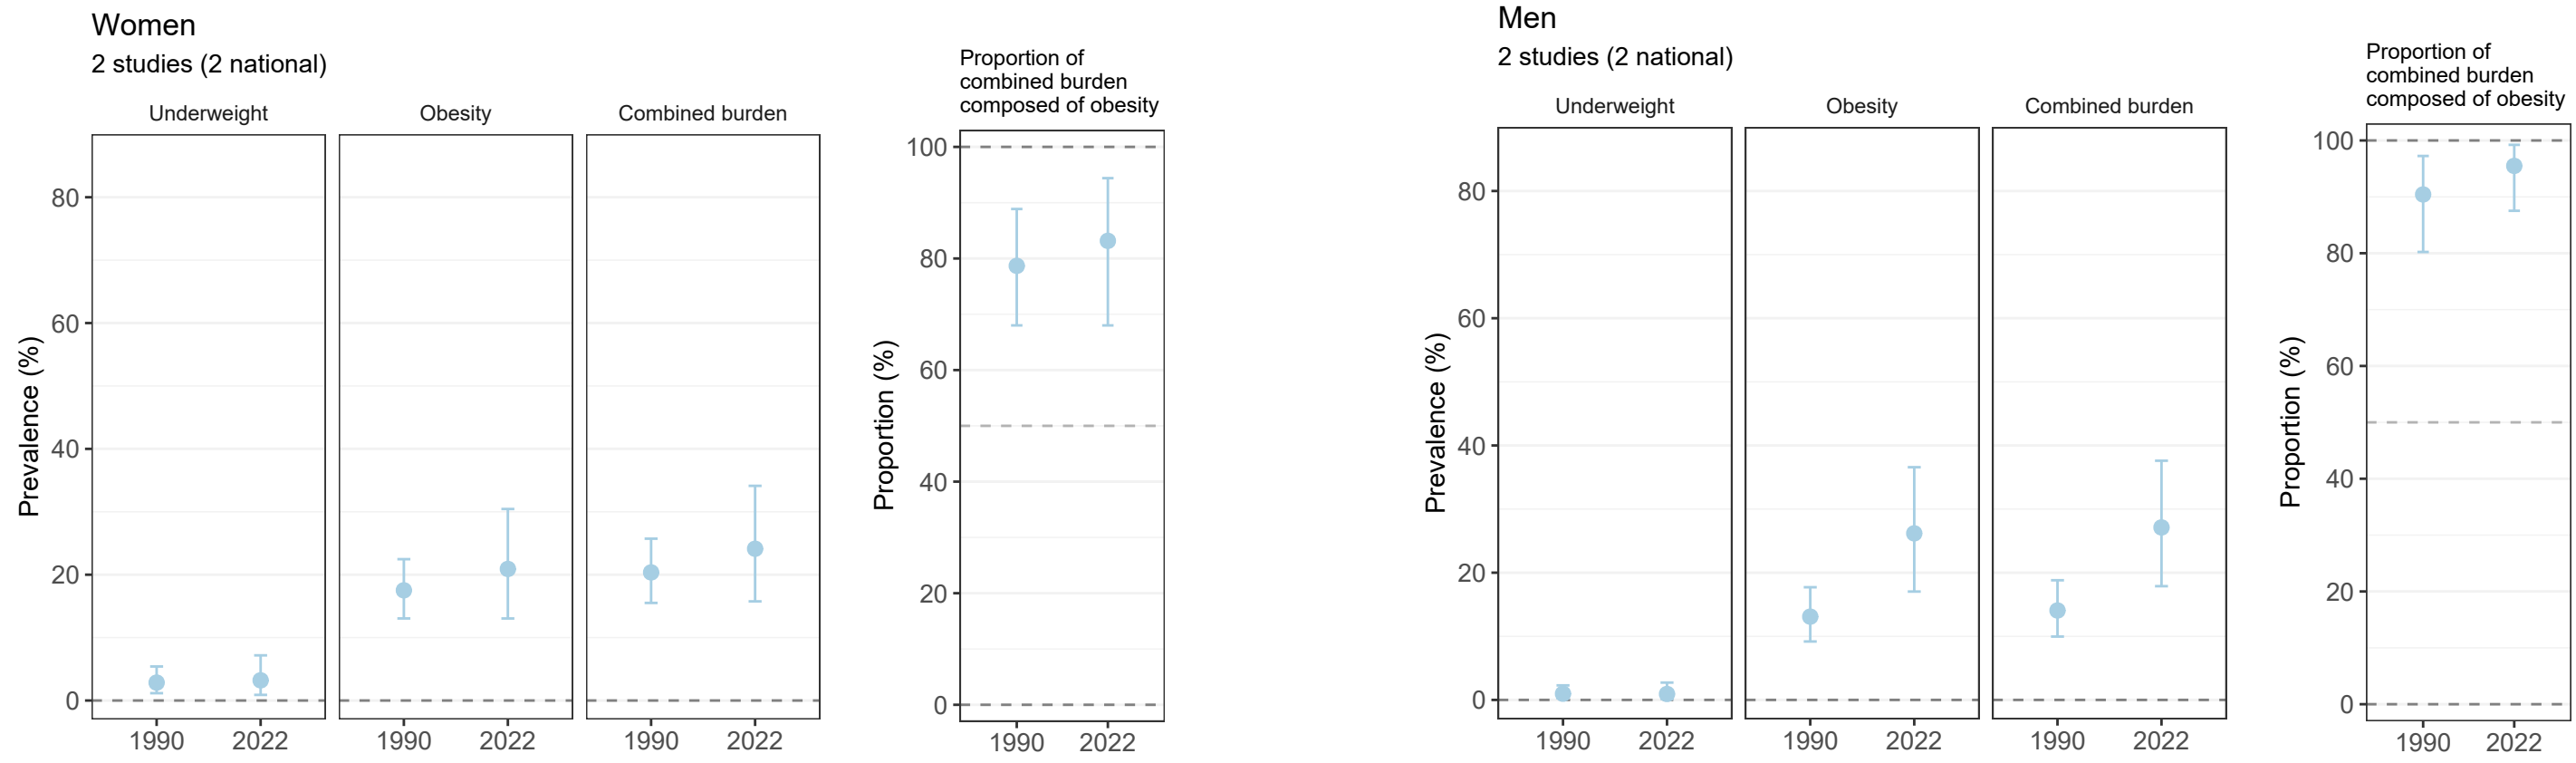 Women
2 studies (2 national)
Underweight
Obesity
Combined burden
Prevalence (%)
80
60
40
20
0
1990 2022
1990 2022
1990 2022
Proportion of
combined burden
composed of obesity
Proportion (%)
100
80
60
40
20
0
1990 2022
Men
2 studies (2 national)
Underweight
Obesity
Combined burden
Prevalence (%)
80
60
40
20
0
1990 2022
1990 2022
1990 2022
Proportion of
combined burden
composed of obesity
Proportion (%)
100
80
60
40
20
0
1990 2022